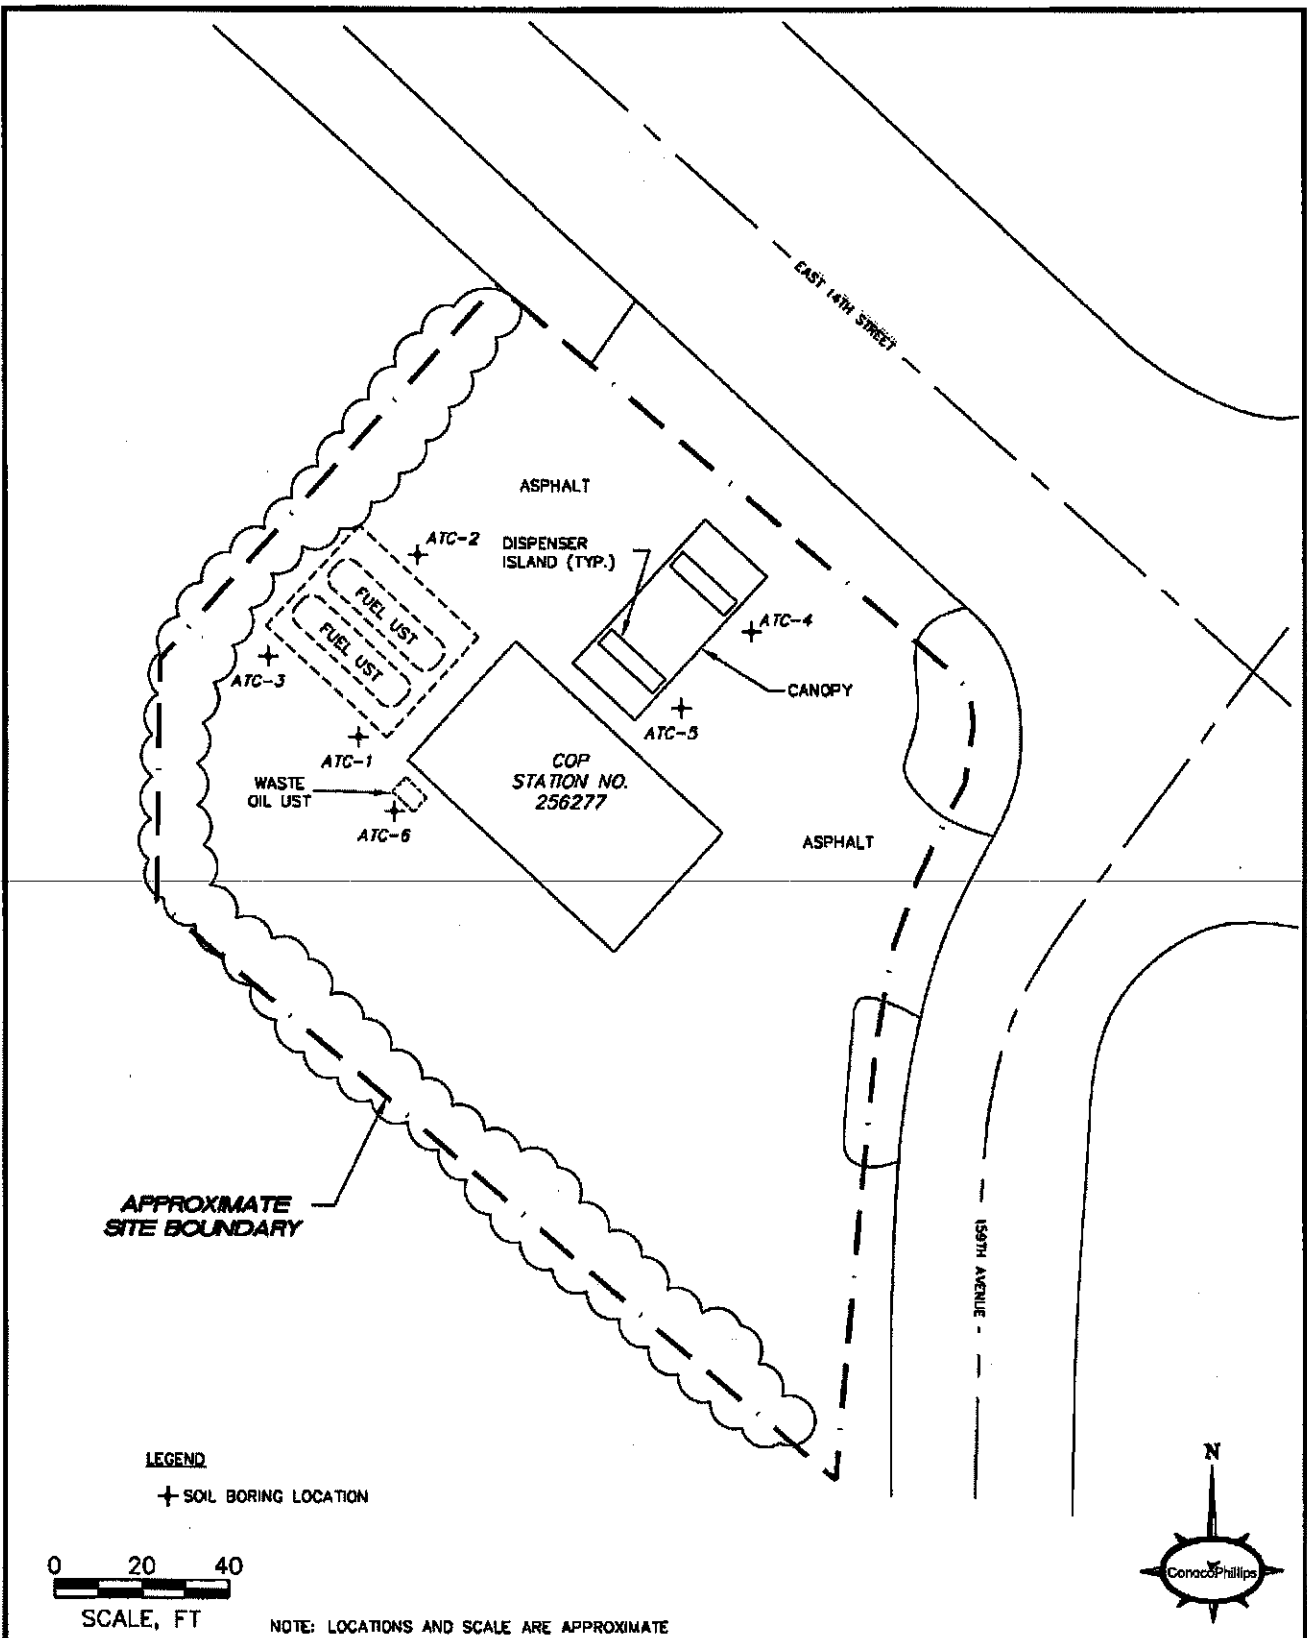 EAST 14TH STREET
ASPHALT
ATC-2
DISPENSER
ISLAND (TYP.)
FUEL UST
FUEL UST
ATC-4
ATC-3
CANOPY
ATC-5
ATC-1
COP
STATION NO.
256277
WASTE
OIL UST
ATC-6
ASPHALT
APPROXIMATE
SITE BOUNDARY
159TH AVENUE
LEGEND
SOIL BORING LOCATION
N
ConocoPhillips
0 20 40
SCALE, FT
NOTE: LOCATIONS AND SCALE ARE APPROXIMATE